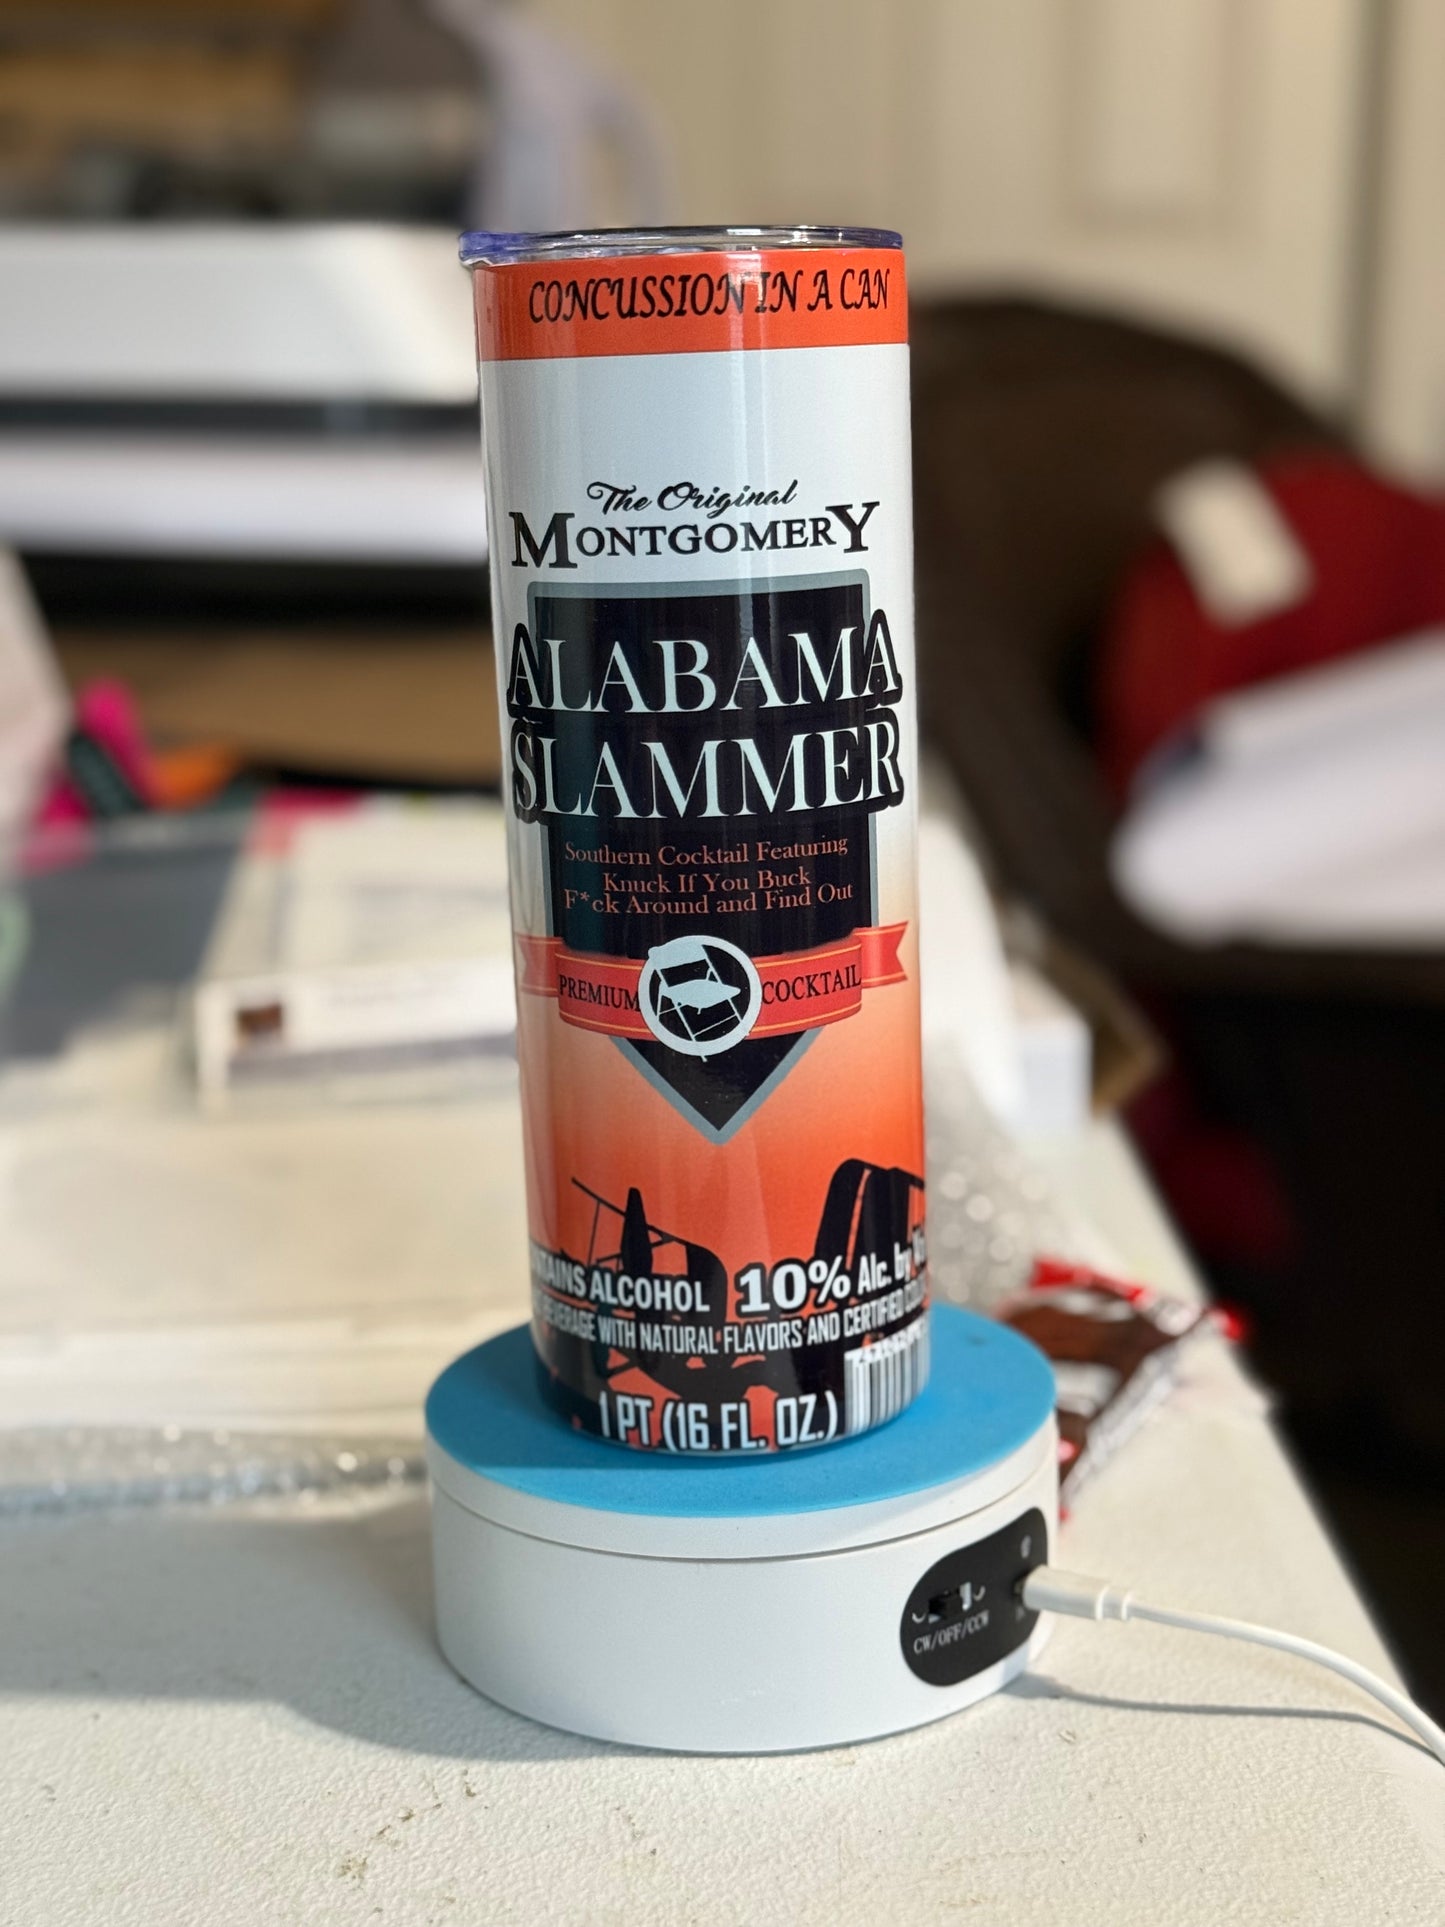 CONCUSSION IN A CAN
The Original
MONTGOMERY
ALABAMA
SLAMMER
Southern Cocktail Featuring
Knuck If You Buck
F*ck Around and Find Out
PREMIUM COCKTAIL
ALCOHOL 10% Alc. by
BEVERAGE WITH NATURAL FLAVORS AND CERTIFIED
1 PT (16 FL. OZ.)
CW/OFF/CCW